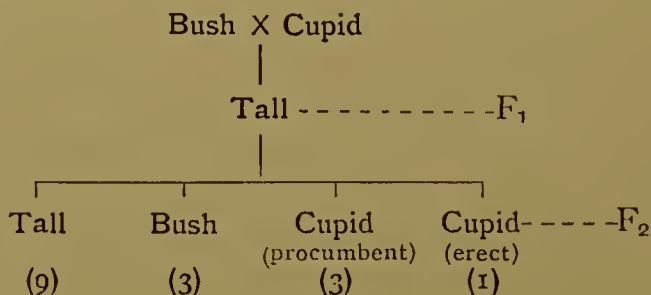 Bush X Cupid
Tall - - - - - - - - - - - - - - F₁
Tall Bush Cupid Cupid - - - - - F₂
(procumbent) (erect)
(9) (3) (3) (1)